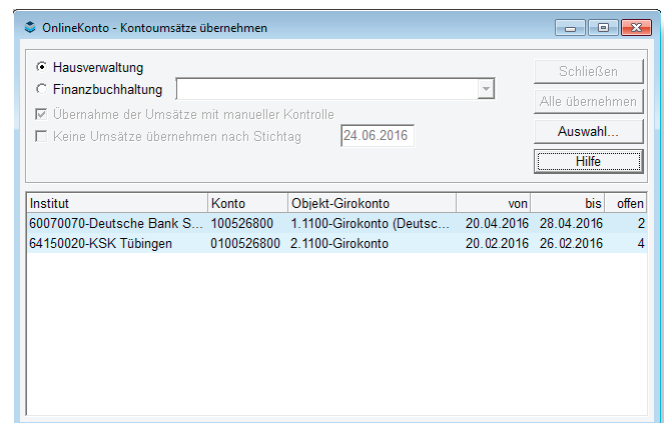 OnlineKonto - Kontoumsätze übernehmen
Hausverwaltung
Finanzbuchhaltung
Übernahme der Umsätze mit manueller Kontrolle
Keine Umsätze übernehmen nach Stichtag 24.06.2016
Schließen
Alle übernehmen
Auswahl...
Hilfe
Institut Konto Objekt-Girokonto von bis offen
60070070-Deutsche Bank S... 100526800 1.1100-Girokonto (Deutsc... 20.04.2016 28.04.2016 2
64150020-KSK Tübingen 0100526800 2.1100-Girokonto 20.02.2016 26.02.2016 4